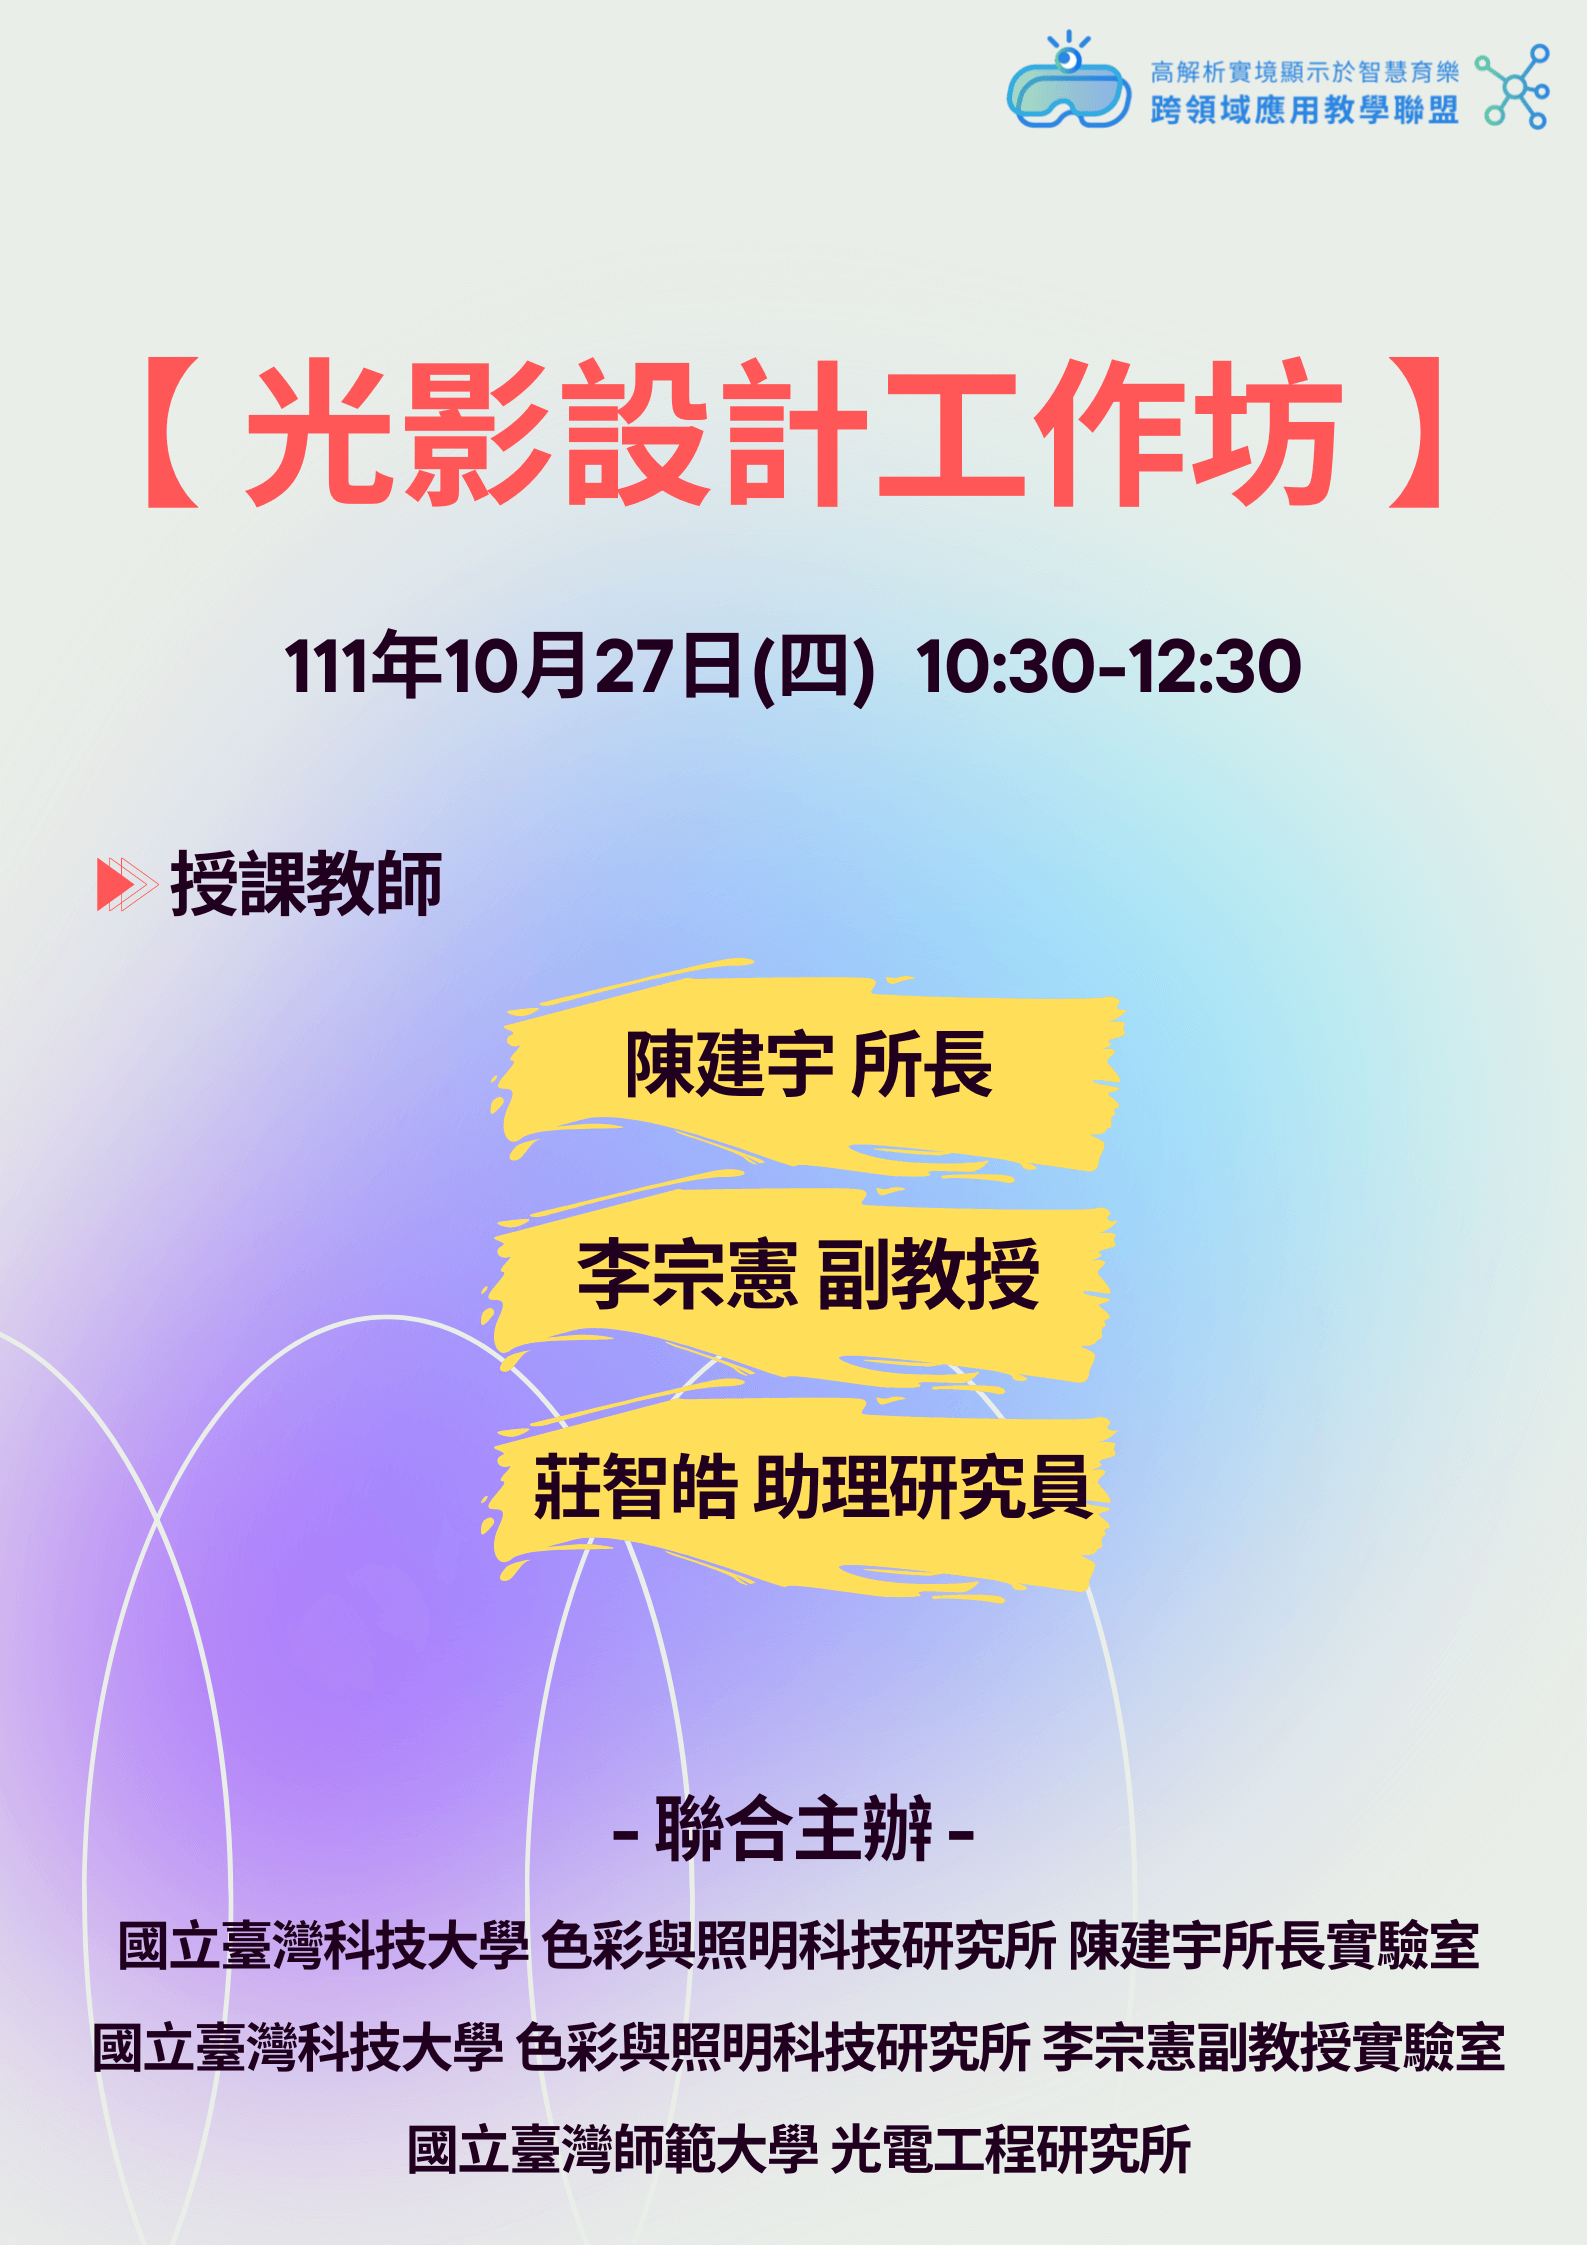 高解析實境顯示於智慧育樂
跨領域應用教學聯盟
【光影設計工作坊】
111年10月27日(四) 10:30-12:30
授課教師
陳建宇 所長
李宗憲 副教授
莊智皓 助理研究員
- 聯合主辦 -
國立臺灣科技大學 色彩與照明科技研究所 陳建宇所長實驗室
國立臺灣科技大學 色彩與照明科技研究所 李宗憲副教授實驗室
國立臺灣師範大學 光電工程研究所